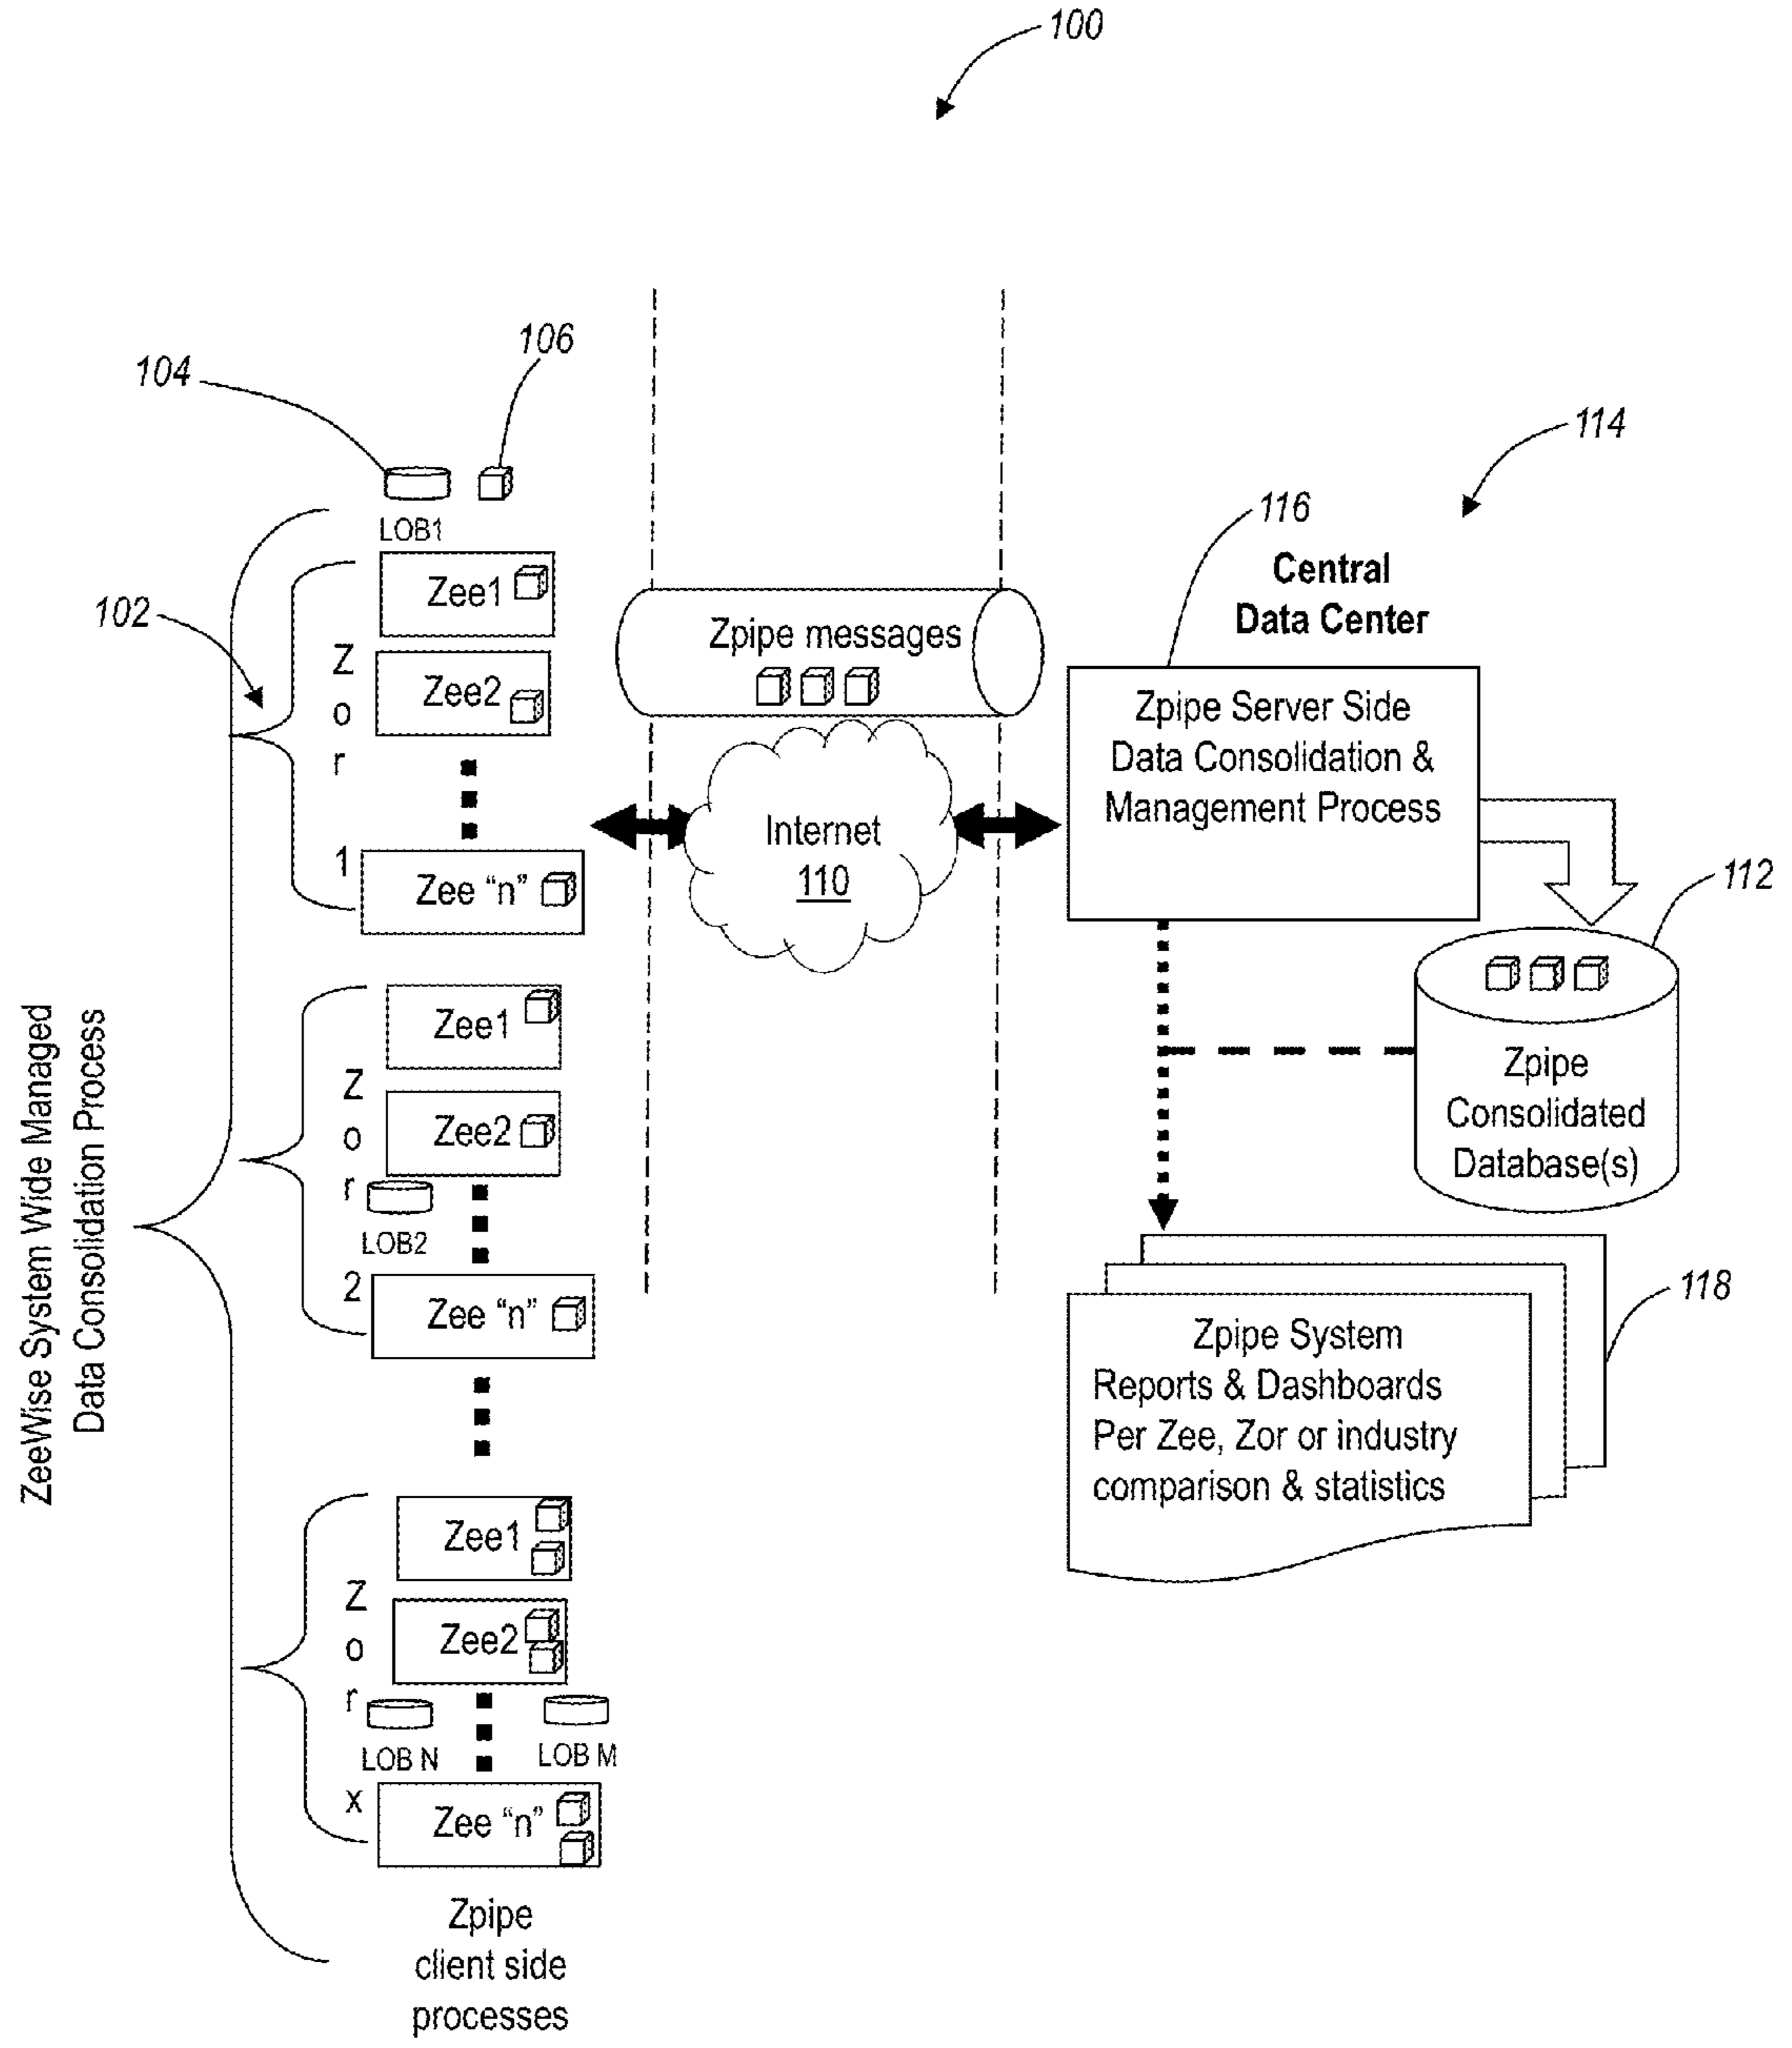 100
106
104
114
LOB1
116
Central
Data Center
102
Zor 1
Zee1
Zee2
Zee “n”
Zpipe messages
Internet
110
Zpipe Server Side
Data Consolidation &
Management Process
112
Zpipe
Consolidated
Database(s)
ZeeWise System Wide Managed
Data Consolidation Process
Zor 2
Zee1
Zee2
LOB2
Zee “n”
118
Zpipe System
Reports & Dashboards
Per Zee, Zor or industry
comparison & statistics
Zor x
Zee1
Zee2
LOB N
LOB M
Zee “n”
Zpipe
client side
processes